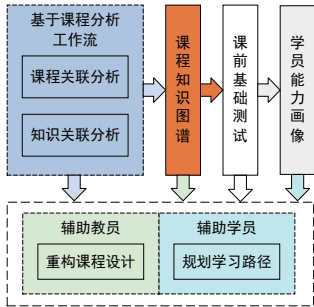 基于课程分析
工作流
课程关联分析
知识关联分析
课程知识图谱
课前基础测试
学员能力画像
辅助教员
重构课程设计
辅助学员
规划学习路径